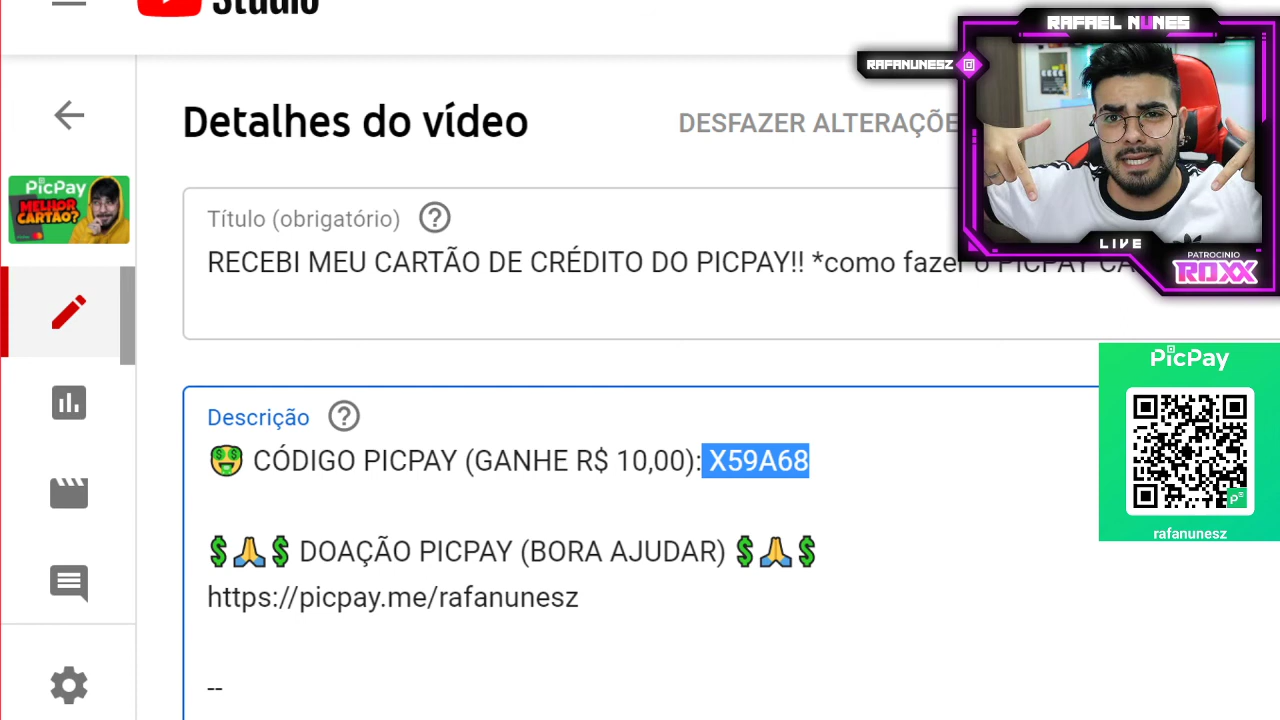 Studio
RAFAEL NUNES
RAFANUNESZ
Detalhes do vídeo
DESFAZER ALTERAÇÕE
PicPay
MELHOR
CARTÃO?
Título (obrigatório) ?
RECEBI MEU CARTÃO DE CRÉDITO DO PICPAY!! *como fazer o PICPAY CA
LIVE
PATROCINIO
ROXX
PicPay
Descrição ?
🤑 CÓDIGO PICPAY (GANHE R$ 10,00): X59A68
rafanunesz
💲🙏💲 DOAÇÃO PICPAY (BORA AJUDAR) 💲🙏💲
https://picpay.me/rafanunesz
--